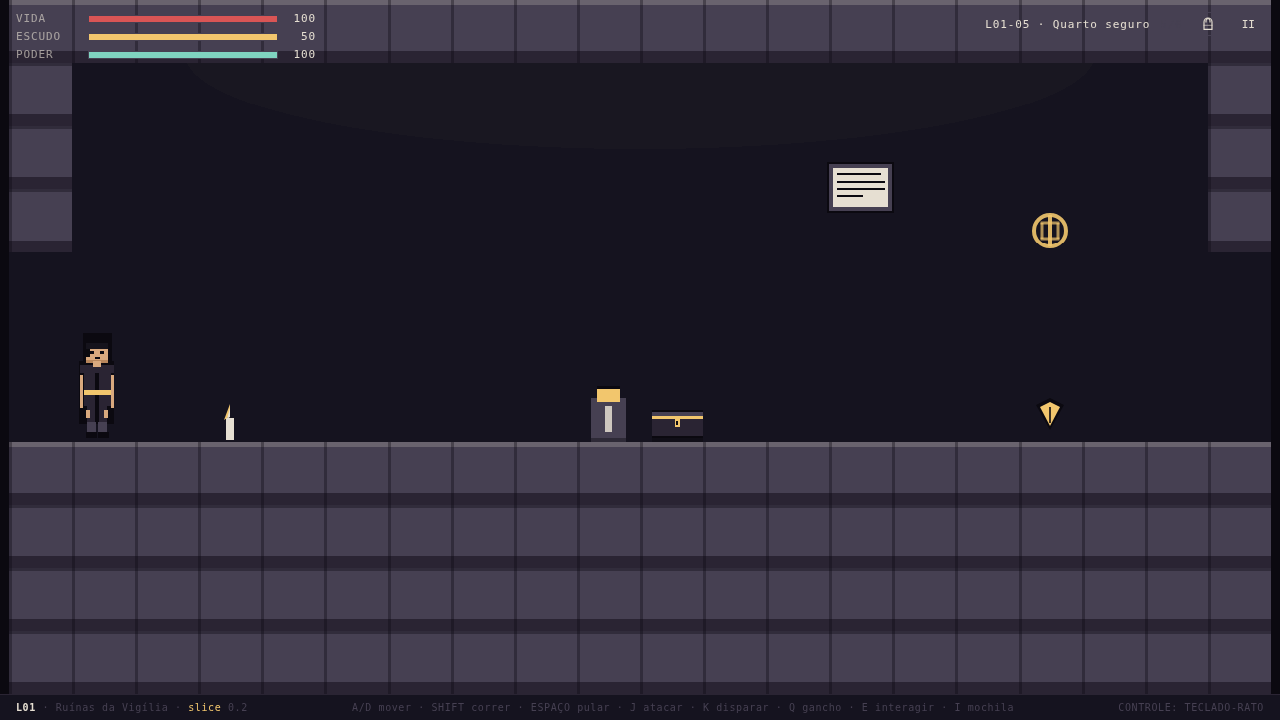 VIDA 100
ESCUDO 50
PODER 100
L01-05 · Quarto seguro II
L01 · Ruínas da Vigília · slice 0.2
A/D mover · SHIFT correr · ESPAÇO pular · J atacar · K disparar · Q gancho · E interagir · I mochila
CONTROLE: TECLADO-RATO